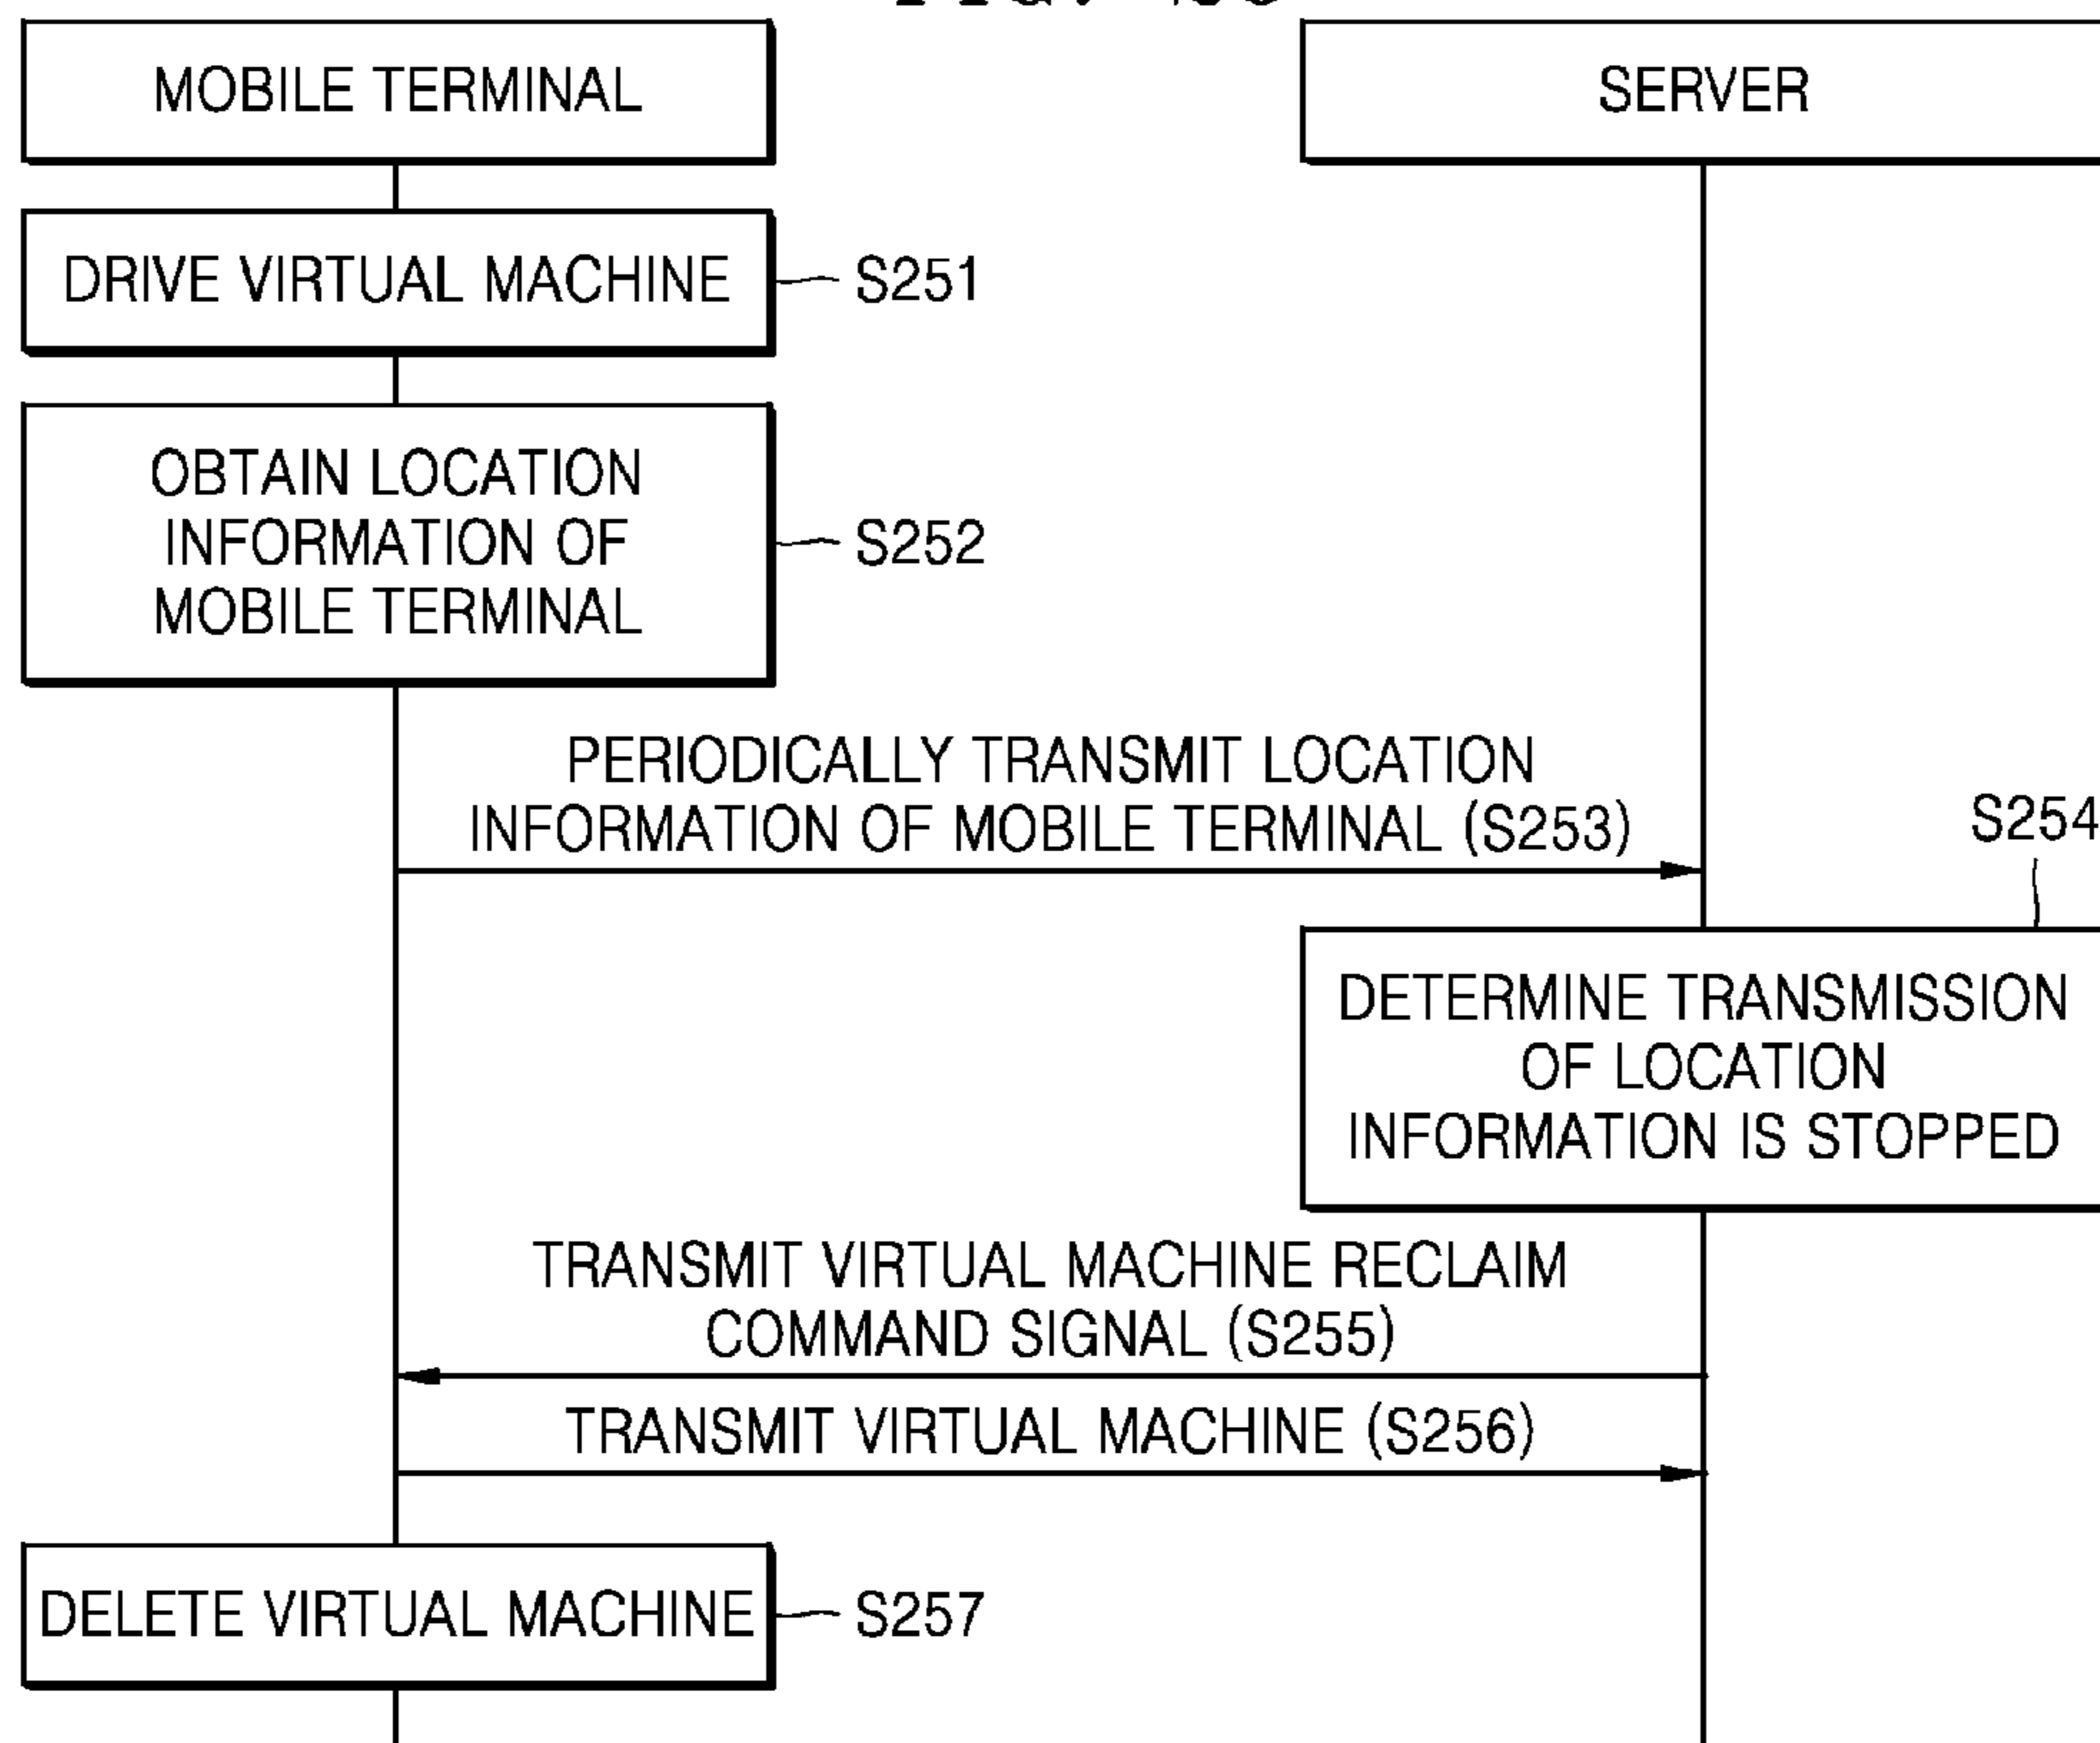 MOBILE TERMINAL
SERVER
DRIVE VIRTUAL MACHINE
S251
OBTAIN LOCATION
INFORMATION OF
MOBILE TERMINAL
S252
PERIODICALLY TRANSMIT LOCATION
INFORMATION OF MOBILE TERMINAL (S253)
S254
DETERMINE TRANSMISSION
OF LOCATION
INFORMATION IS STOPPED
TRANSMIT VIRTUAL MACHINE RECLAIM
COMMAND SIGNAL (S255)
TRANSMIT VIRTUAL MACHINE (S256)
DELETE VIRTUAL MACHINE
S257